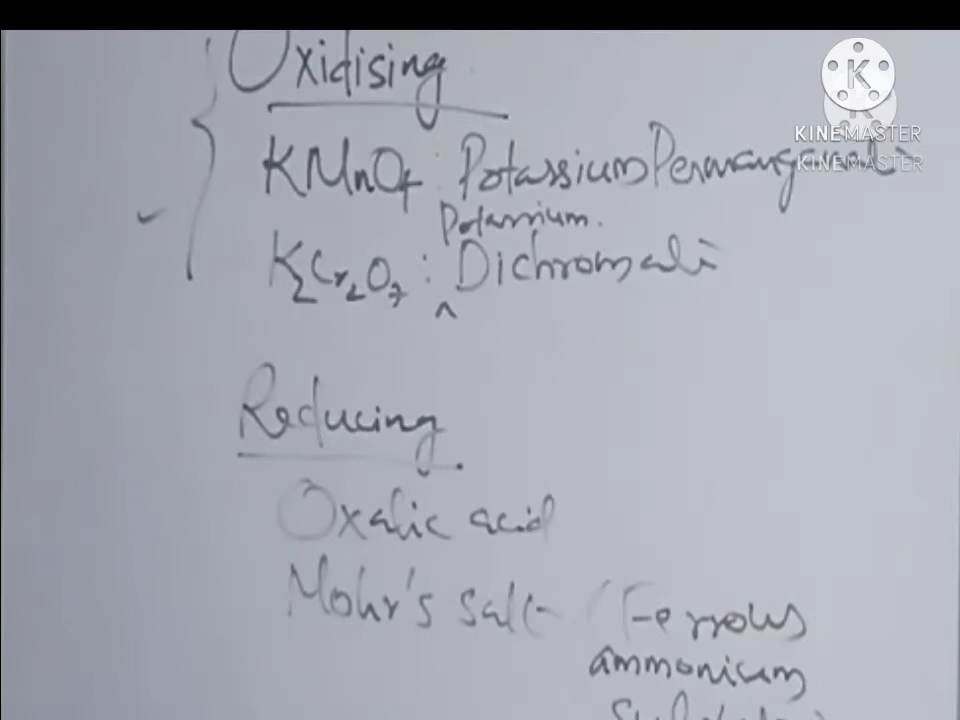 Oxidising
KINEMASTER
KINEMASTER
KMnO4 : Potassium Permanganate
Potassium.
K2Cr2O7 : ^ Dichromate
Reducing
Oxalic acid
Mohr's salt (Ferrous
ammonium